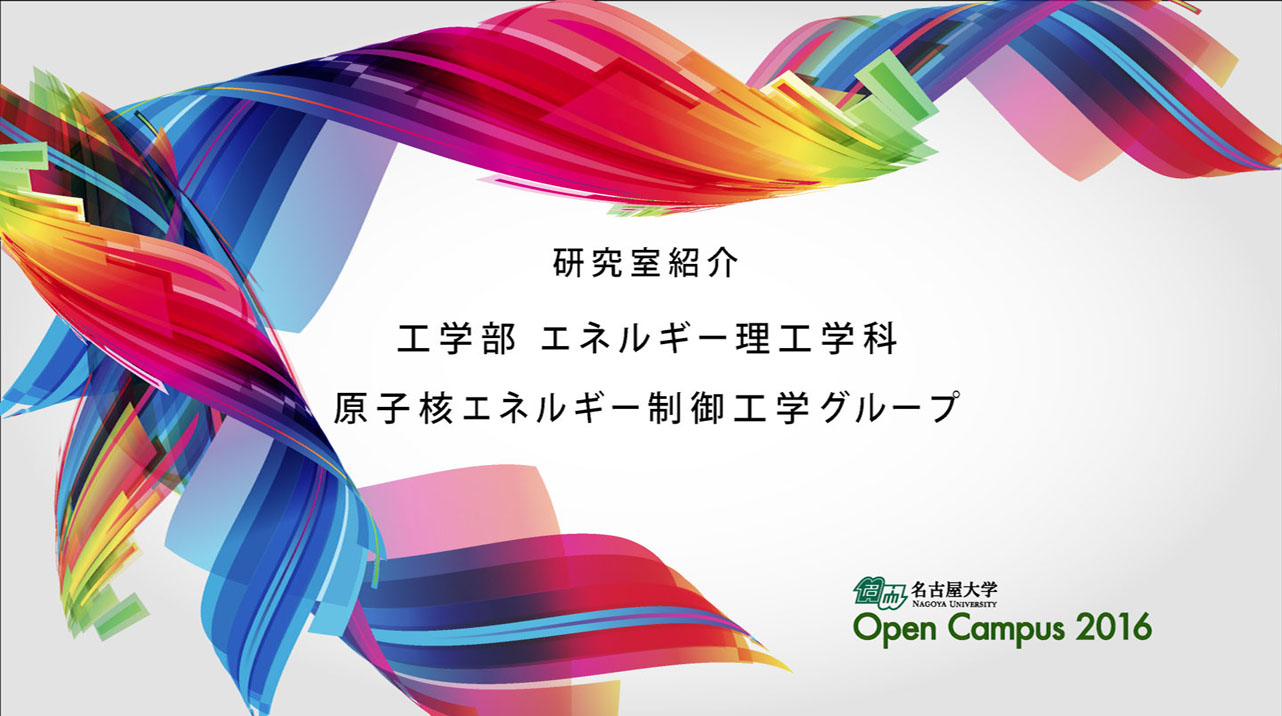 研究室紹介
工学部 エネルギー理工学科
原子核エネルギー制御工学グループ
名古屋大学
NAGOYA UNIVERSITY
Open Campus 2016